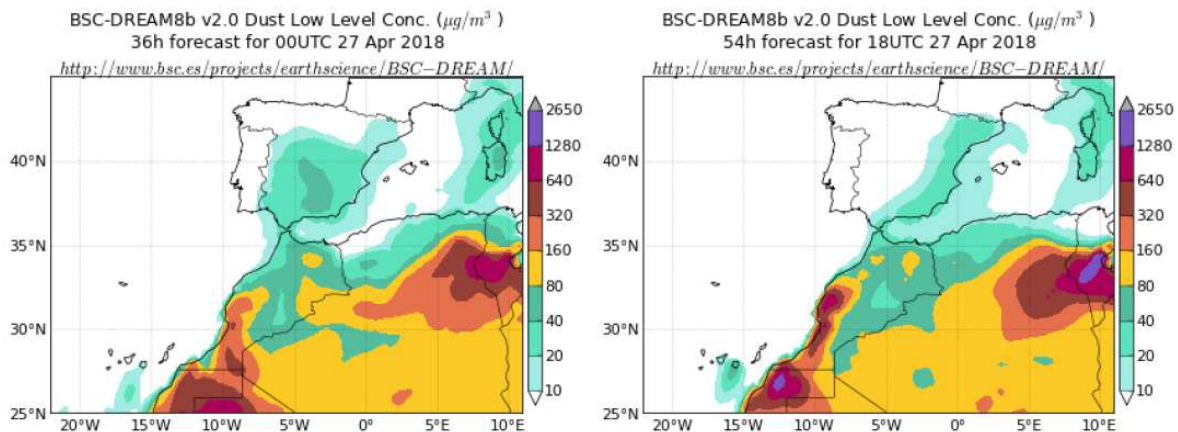 BSC-DREAM8b v2.0 Dust Low Level Conc. (μg/m³ )
36h forecast for 00UTC 27 Apr 2018
http://www.bsc.es/projects/earthscience/BSC−DREAM/
40°N
35°N
30°N
25°N
20°W 15°W 10°W 5°W 0° 5°E 10°E
2650
1280
640
320
160
80
40
20
10
BSC-DREAM8b v2.0 Dust Low Level Conc. (μg/m³ )
54h forecast for 18UTC 27 Apr 2018
http://www.bsc.es/projects/earthscience/BSC−DREAM/
40°N
35°N
30°N
25°N
20°W 15°W 10°W 5°W 0° 5°E 10°E
2650
1280
640
320
160
80
40
20
10